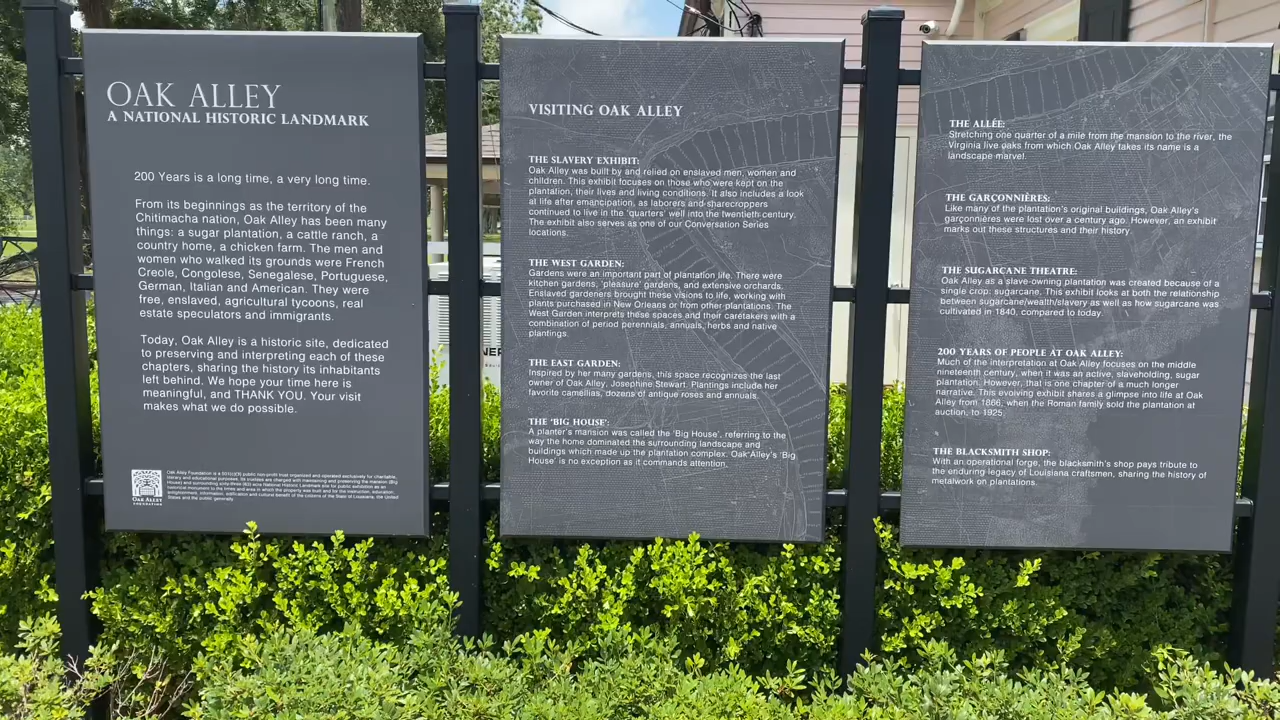 OAK ALLEY
A NATIONAL HISTORIC LANDMARK
200 Years is a long time, a very long time.
From its beginnings as the territory of the
Chitimacha nation, Oak Alley has been many
things: a sugar plantation, a cattle ranch, a
country home, a chicken farm. The men and
women who walked its grounds were French
Creole, Congolese, Senegalese, Portuguese,
German, Italian and American. They were
free, enslaved, agricultural tycoons, real
estate speculators and immigrants.
Today, Oak Alley is a historic site, dedicated
to preserving and interpreting each of these
chapters, sharing the history its inhabitants
left behind. We hope your time here is
meaningful, and THANK YOU. Your visit
makes what we do possible.
OAK ALLEY
FOUNDATION
VISITING OAK ALLEY
THE SLAVERY EXHIBIT:
Oak Alley was built by and relied on enslaved men, women and
children. This exhibit focuses on those who were kept on the
plantation, their lives and living conditions. It also includes a look
at life after emancipation, as laborers and sharecroppers
continued to live in the 'quarters' well into the twentieth century.
The exhibit also serves as one of our Conversation Series
locations.
THE WEST GARDEN:
Gardens were an important part of plantation life. There were
kitchen gardens, 'pleasure' gardens, and extensive orchards.
Enslaved gardeners brought these visions to life, working with
plants purchased in New Orleans or from other plantations. The
West Garden interprets these spaces and their caretakers with a
combination of period perennials, annuals, herbs and native
plantings.
THE EAST GARDEN:
Inspired by her many gardens, this space recognizes the last
owner of Oak Alley, Josephine Stewart. Plantings include her
favorite camellias, dozens of antique roses and annuals.
THE 'BIG HOUSE':
A planter's mansion was called the 'Big House', referring to the
way the home dominated the surrounding landscape and
buildings which made up the plantation complex. Oak Alley's 'Big
House' is no exception as it commands attention.
THE ALLÉE:
Stretching one quarter of a mile from the mansion to the river, the
Virginia live oaks from which Oak Alley takes its name is a
landscape marvel.
THE GARÇONNIÈRES:
Like many of the plantation's original buildings, Oak Alley's
garçonnières were lost over a century ago. However, an exhibit
marks out these structures and their history.
THE SUGARCANE THEATRE:
Oak Alley as a slave-owning plantation was created because of a
single crop: sugarcane. This exhibit looks at both the relationship
between sugarcane/wealth/slavery as well as how sugarcane was
cultivated in 1840, compared to today.
200 YEARS OF PEOPLE AT OAK ALLEY:
Much of the interpretation at Oak Alley focuses on the middle
nineteenth century, when it was an active, slaveholding, sugar
plantation. However, that is one chapter of a much longer
narrative. This evolving exhibit shares a glimpse into life at Oak
Alley from 1866, when the Roman family sold the plantation at
auction, to 1925.
THE BLACKSMITH SHOP:
With an operational forge, the blacksmith's shop pays tribute to
the enduring legacy of Louisiana craftsmen, sharing the history of
metalwork on plantations.